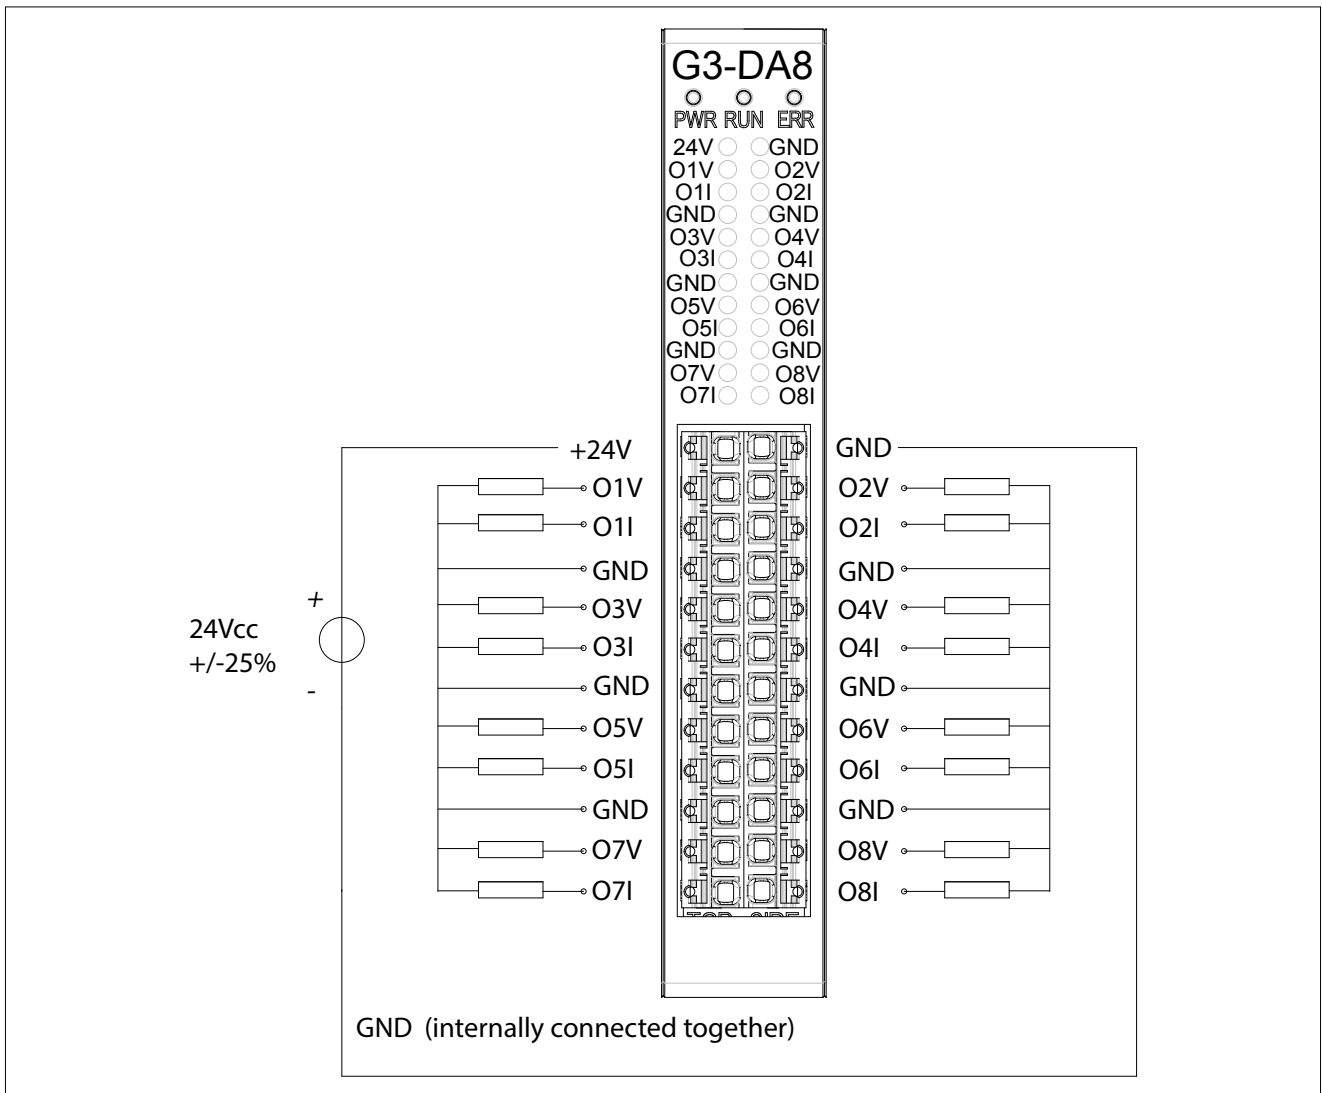 G3-DA8
PWR RUN ERR
24V GND
O1V O2V
O1I O2I
GND GND
O3V O4V
O3I O4I
GND GND
O5V O6V
O5I O6I
GND GND
O7V O8V
O7I O8I
+24V GND
O1V O2V
O1I O2I
GND GND
O3V O4V
O3I O4I
GND GND
O5V O6V
O5I O6I
GND GND
O7V O8V
O7I O8I
+
24Vcc
+/-25%
-
TOP SIDE
GND (internally connected together)